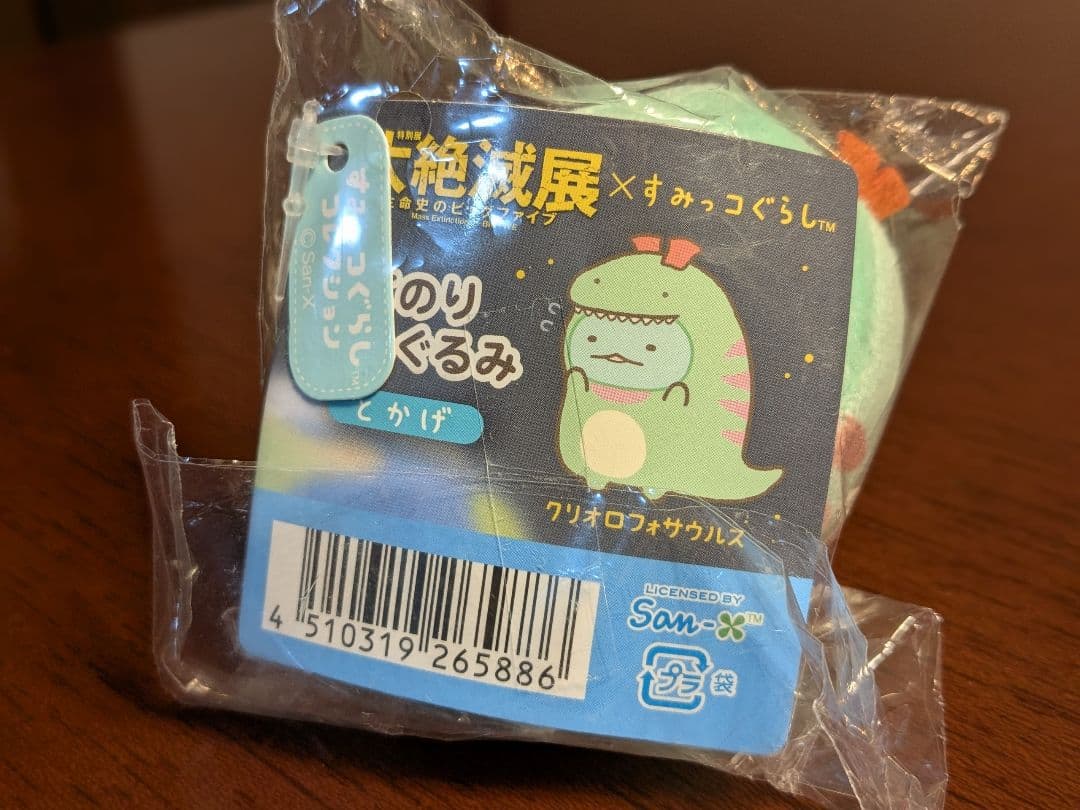 特別展
大絶滅展×すみっコぐらし™
生命史のビッグファイブ
Mass Extinctions
のり
ぐるみ
とかげ
クリオロフォサウルス
すみっコぐらし™
コレクション
©San-X
4 510319 265886
LICENSED BY
San-X™
プラ 袋